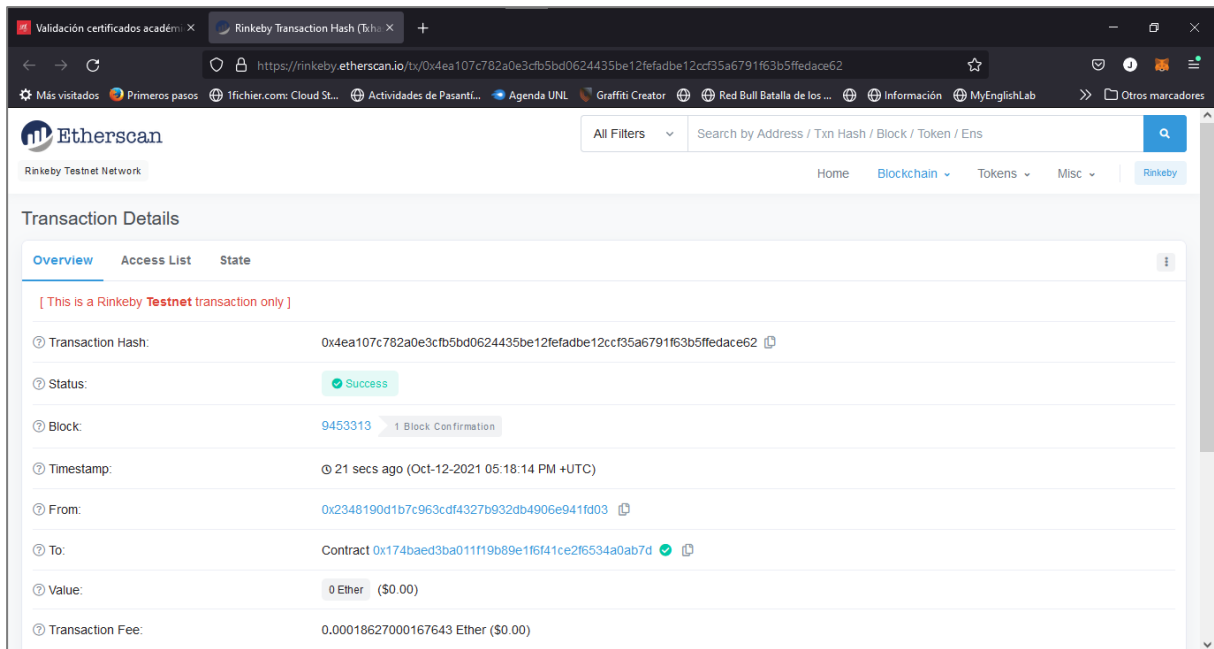 Validación certificados académi
Rinkeby Transaction Hash (Txha
https://rinkeby.etherscan.io/tx/0x4ea107c782a0e3cfb5bd0624435be12fefadbe12ccf35a6791f63b5ffedace62
Más visitados Primeros pasos 1fichier.com: Cloud St... Actividades de Pasantí... Agenda UNL Graffiti Creator Red Bull Batalla de los ... Información MyEnglishLab Otros marcadores
Etherscan
All Filters Search by Address / Txn Hash / Block / Token / Ens
Rinkeby Testnet Network
Home Blockchain Tokens Misc Rinkeby
Transaction Details
Overview Access List State
[ This is a Rinkeby Testnet transaction only ]
Transaction Hash: 0x4ea107c782a0e3cfb5bd0624435be12fefadbe12ccf35a6791f63b5ffedace62
Status: Success
Block: 9453313 1 Block Confirmation
Timestamp: 21 secs ago (Oct-12-2021 05:18:14 PM +UTC)
From: 0x2348190d1b7c963cdf4327b932db4906e941fd03
To: Contract 0x174baed3ba011f19b89e1f6f41ce2f6534a0ab7d
Value: 0 Ether ($0.00)
Transaction Fee: 0.00018627000167643 Ether ($0.00)